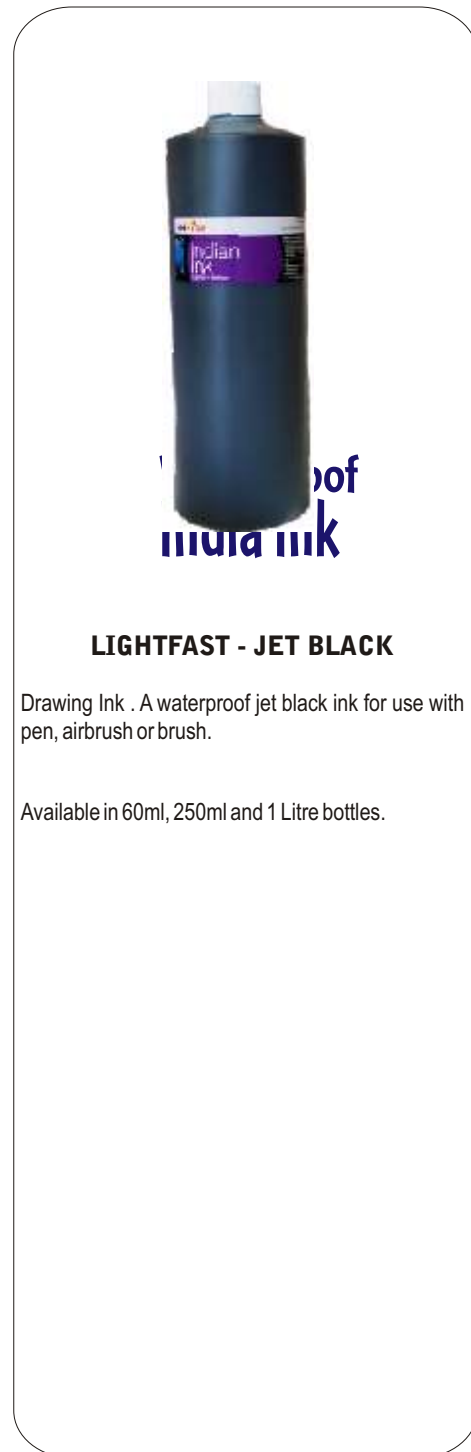 Indian
Ink
India Ink
LIGHTFAST - JET BLACK
Drawing Ink . A waterproof jet black ink for use with
pen, airbrush or brush.
Available in 60ml, 250ml and 1 Litre bottles.